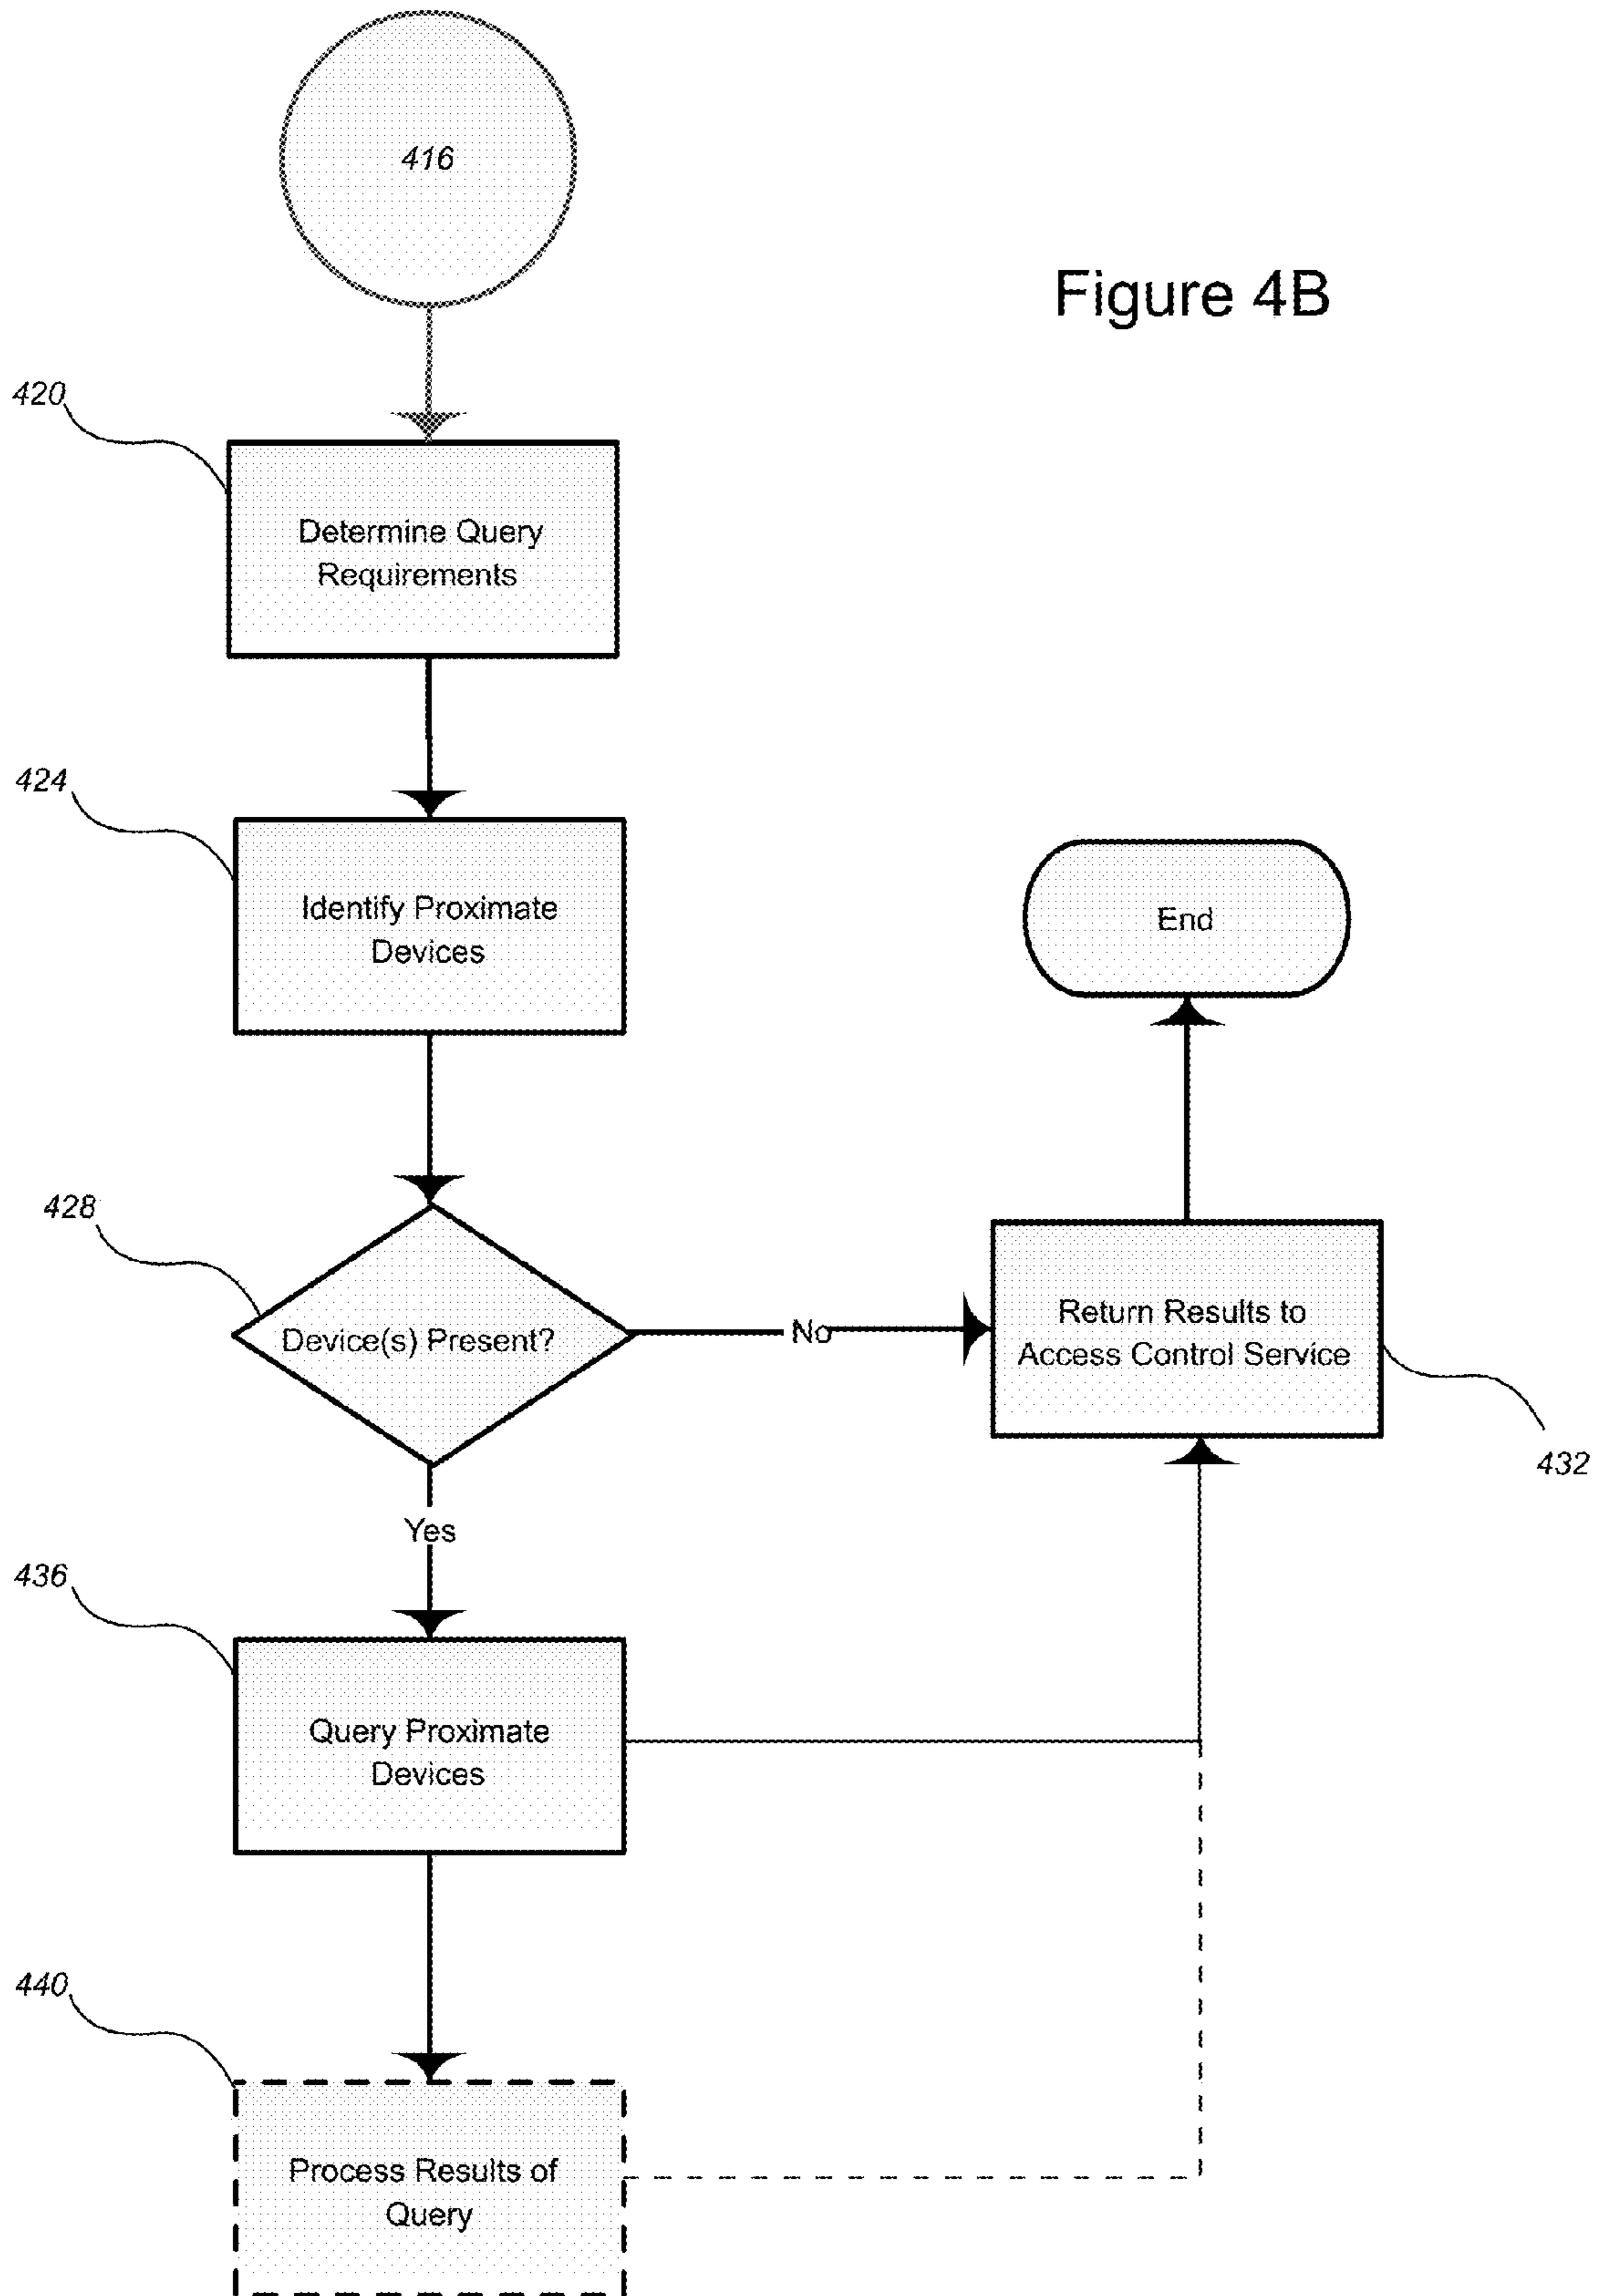 416
Figure 4B
420
Determine Query
Requirements
424
Identify Proximate
Devices
End
428
Device(s) Present?
No
Return Results to
Access Control Service
432
Yes
436
Query Proximate
Devices
440
Process Results of
Query